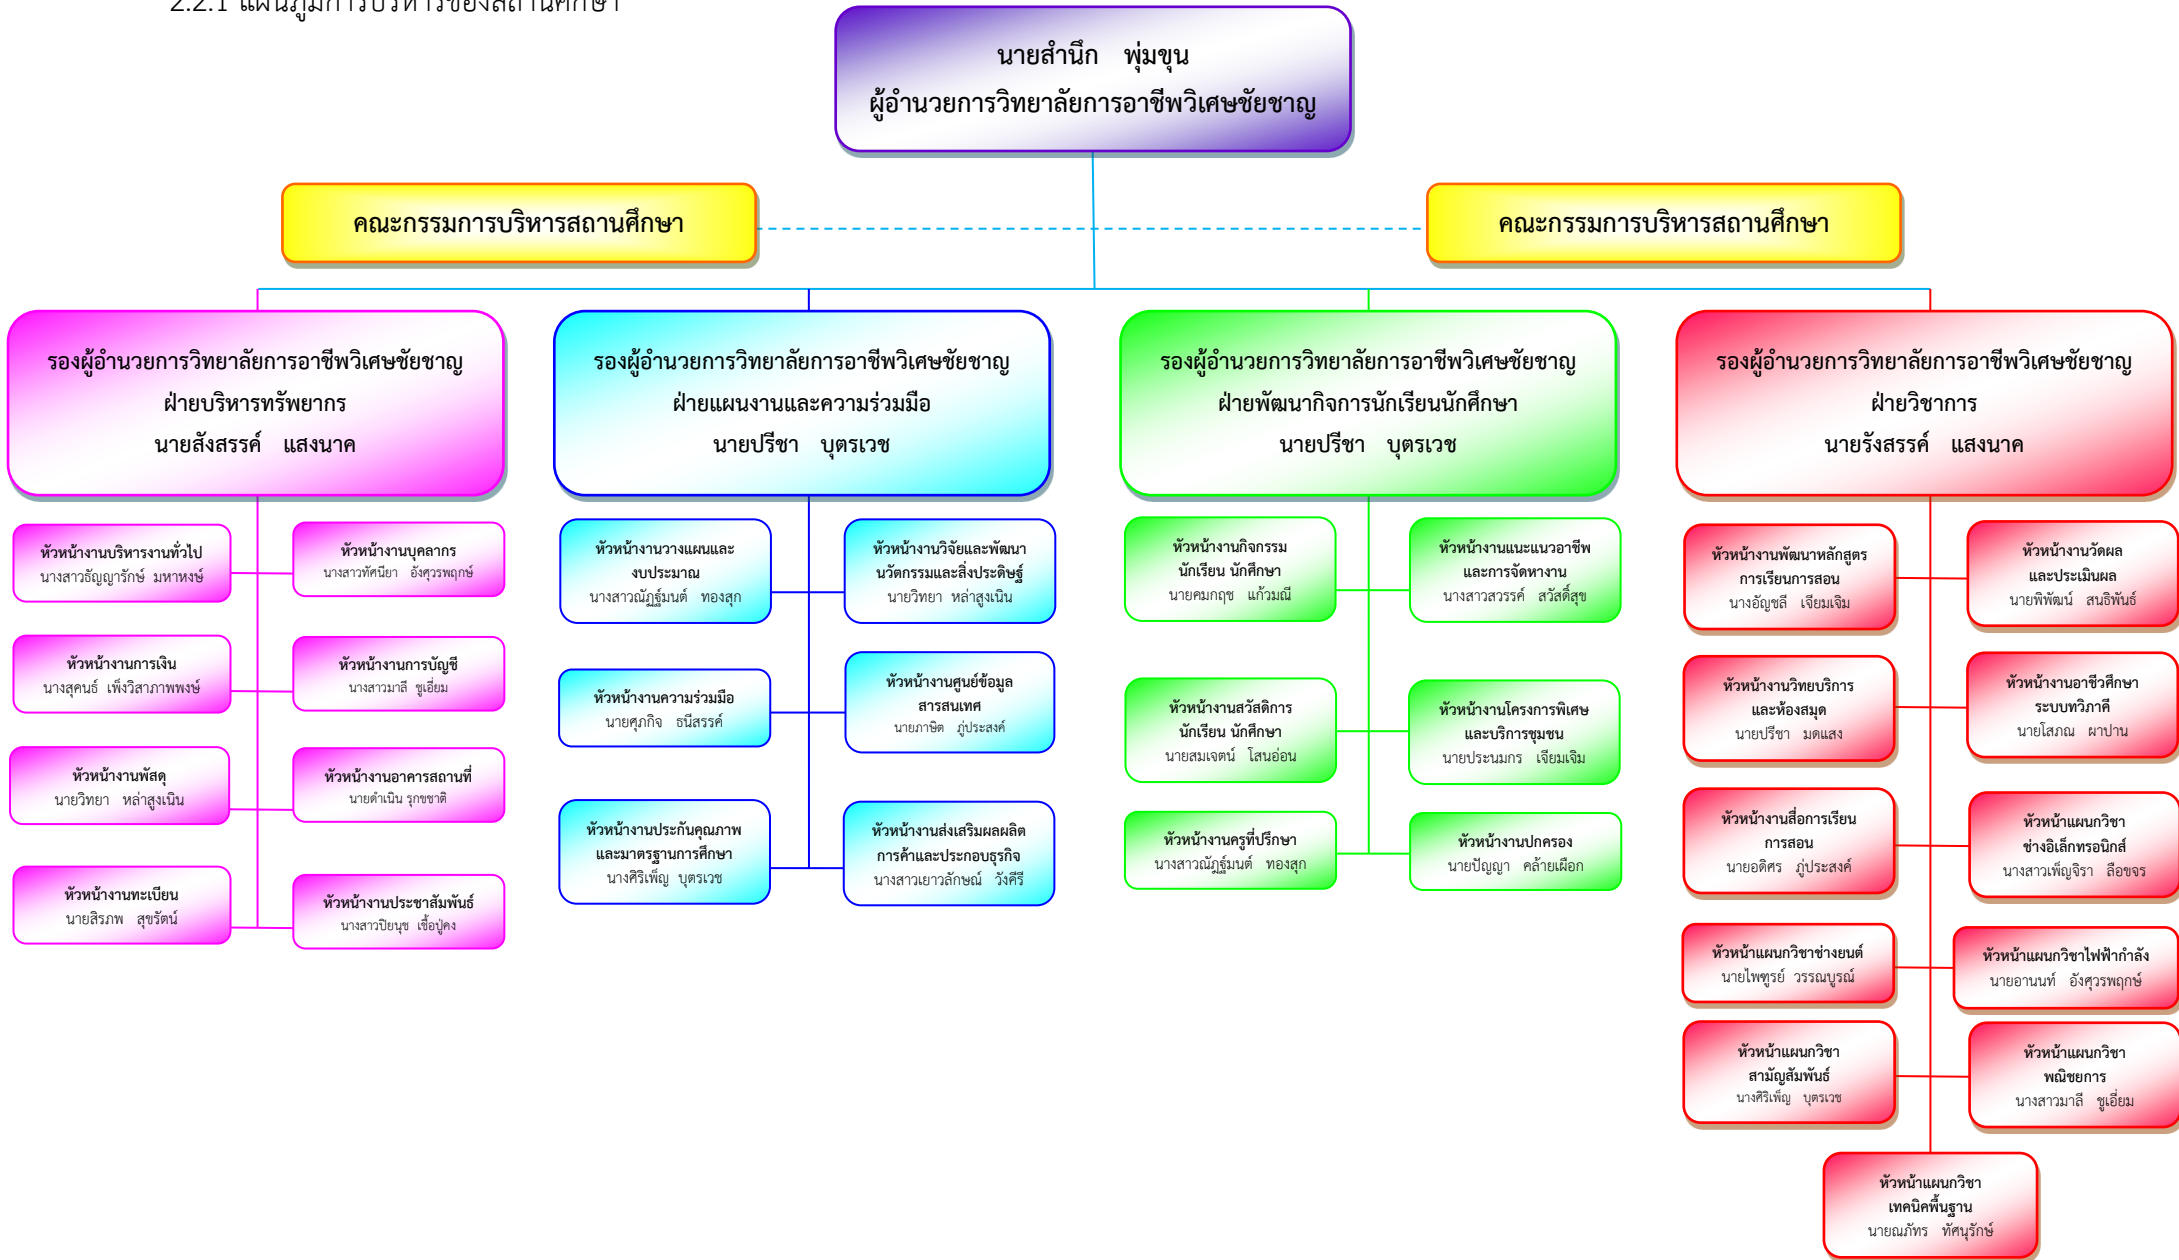 2.2.1 แผนภูมิการบริหารของสถานศึกษา
นายสำนึก พุ่มขุน
ผู้อำนวยการวิทยาลัยการอาชีพวิเศษชัยชาญ
คณะกรรมการบริหารสถานศึกษา
คณะกรรมการบริหารสถานศึกษา
รองผู้อำนวยการวิทยาลัยการอาชีพวิเศษชัยชาญ
ฝ่ายบริหารทรัพยากร
นายสังสรรค์ แสงนาค
รองผู้อำนวยการวิทยาลัยการอาชีพวิเศษชัยชาญ
ฝ่ายแผนงานและความร่วมมือ
นายปรีชา บุตรเวช
รองผู้อำนวยการวิทยาลัยการอาชีพวิเศษชัยชาญ
ฝ่ายพัฒนากิจการนักเรียนนักศึกษา
นายปรีชา บุตรเวช
รองผู้อำนวยการวิทยาลัยการอาชีพวิเศษชัยชาญ
ฝ่ายวิชาการ
นายรังสรรค์ แสงนาค
หัวหน้างานบริหารงานทั่วไป
นางสาวธัญญารักษ์ มหาหงษ์
หัวหน้างานบุคลากร
นางสาวทัศนียา อังศุวรพฤกษ์
หัวหน้างานการเงิน
นางสุคนธ์ เพ็งวิสาภาพพงษ์
หัวหน้างานการบัญชี
นางสาวมาลี ชูเอี่ยม
หัวหน้างานพัสดุ
นายวิทยา หล่าสูงเนิน
หัวหน้างานอาคารสถานที่
นายดำเนิน รุกขชาติ
หัวหน้างานทะเบียน
นายสิรภพ สุขรัตน์
หัวหน้างานประชาสัมพันธ์
นางสาวปิยนุช เชื้อปู่คง
หัวหน้างานวางแผนและ
งบประมาณ
นางสาวณัฏฐ์มนต์ ทองสุก
หัวหน้างานวิจัยและพัฒนา
นวัตกรรมและสิ่งประดิษฐ์
นายวิทยา หล่าสูงเนิน
หัวหน้างานความร่วมมือ
นายศุภกิจ ธนีสรรค์
หัวหน้างานศูนย์ข้อมูล
สารสนเทศ
นายภาษิต ภู่ประสงค์
หัวหน้างานประกันคุณภาพ
และมาตรฐานการศึกษา
นางศิริเพ็ญ บุตรเวช
หัวหน้างานส่งเสริมผลผลิต
การค้าและประกอบธุรกิจ
นางสาวเยาวลักษณ์ วังคีรี
หัวหน้างานกิจกรรม
นักเรียน นักศึกษา
นายคมกฤช แก้วมณี
หัวหน้างานแนะแนวอาชีพ
และการจัดหางาน
นางสาวสวรรค์ สวัสดิ์สุข
หัวหน้างานสวัสดิการ
นักเรียน นักศึกษา
นายสมเจตน์ โสนอ่อน
หัวหน้างานโครงการพิเศษ
และบริการชุมชน
นายประนมกร เจียมเจิม
หัวหน้างานครูที่ปรึกษา
นางสาวณัฏฐ์มนต์ ทองสุก
หัวหน้างานปกครอง
นายปัญญา คล้ายเผือก
หัวหน้างานพัฒนาหลักสูตร
การเรียนการสอน
นางอัญชลี เจียมเจิม
หัวหน้างานวัดผล
และประเมินผล
นายพิพัฒน์ สนธิพันธ์
หัวหน้างานวิทยบริการ
และห้องสมุด
นายปรีชา มดแสง
หัวหน้างานอาชีวศึกษา
ระบบทวิภาคี
นายโสภณ ผาปาน
หัวหน้างานสื่อการเรียน
การสอน
นายอดิศร ภู่ประสงค์
หัวหน้าแผนกวิชา
ช่างอิเล็กทรอนิกส์
นางสาวเพ็ญจิรา ลือขจร
หัวหน้าแผนกวิชาช่างยนต์
นายไพฑูรย์ วรรณบูรณ์
หัวหน้าแผนกวิชาไฟฟ้ากำลัง
นายอานนท์ อังศุวรพฤกษ์
หัวหน้าแผนกวิชา
สามัญสัมพันธ์
นางศิริเพ็ญ บุตรเวช
หัวหน้าแผนกวิชา
พณิชยการ
นางสาวมาลี ชูเอี่ยม
หัวหน้าแผนกวิชา
เทคนิคพื้นฐาน
นายณภัทร ทัศนุรักษ์